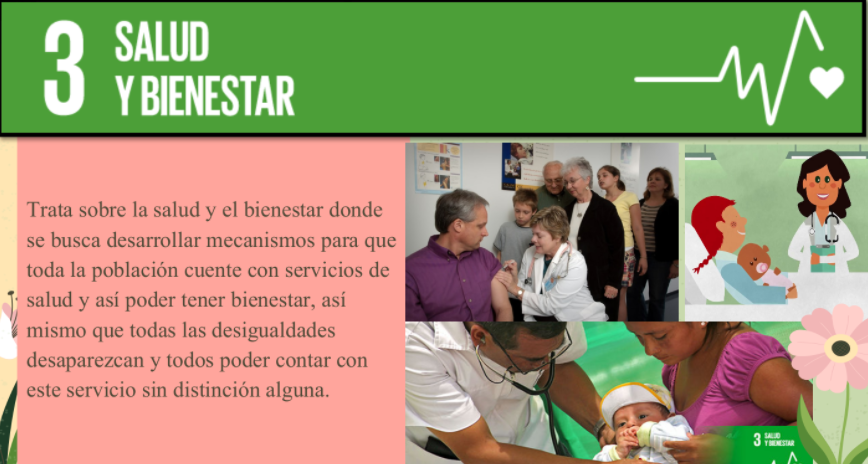 3
SALUD
Y BIENESTAR
Trata sobre la salud y el bienestar donde
se busca desarrollar mecanismos para que
toda la población cuente con servicios de
salud y así poder tener bienestar, así
mismo que todas las desigualdades
desaparezcan y todos poder contar con
este servicio sin distinción alguna.
3 SALUD
Y BIENESTAR